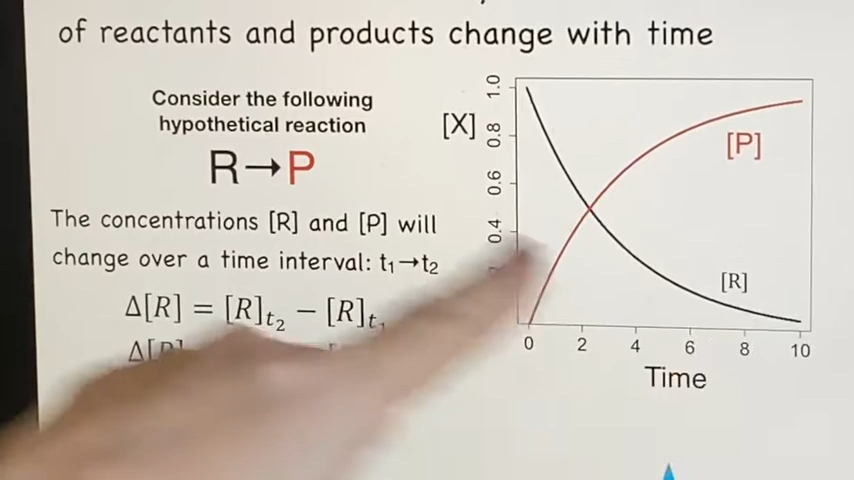 of reactants and products change with time
Consider the following
hypothetical reaction
R→P
The concentrations [R] and [P] will
change over a time interval: t₁→t₂
Δ[R] = [R]t₂ − [R]t₁
[X]
1.0
0.8
0.6
0.4
[P]
[R]
0 2 4 6 8 10
Time